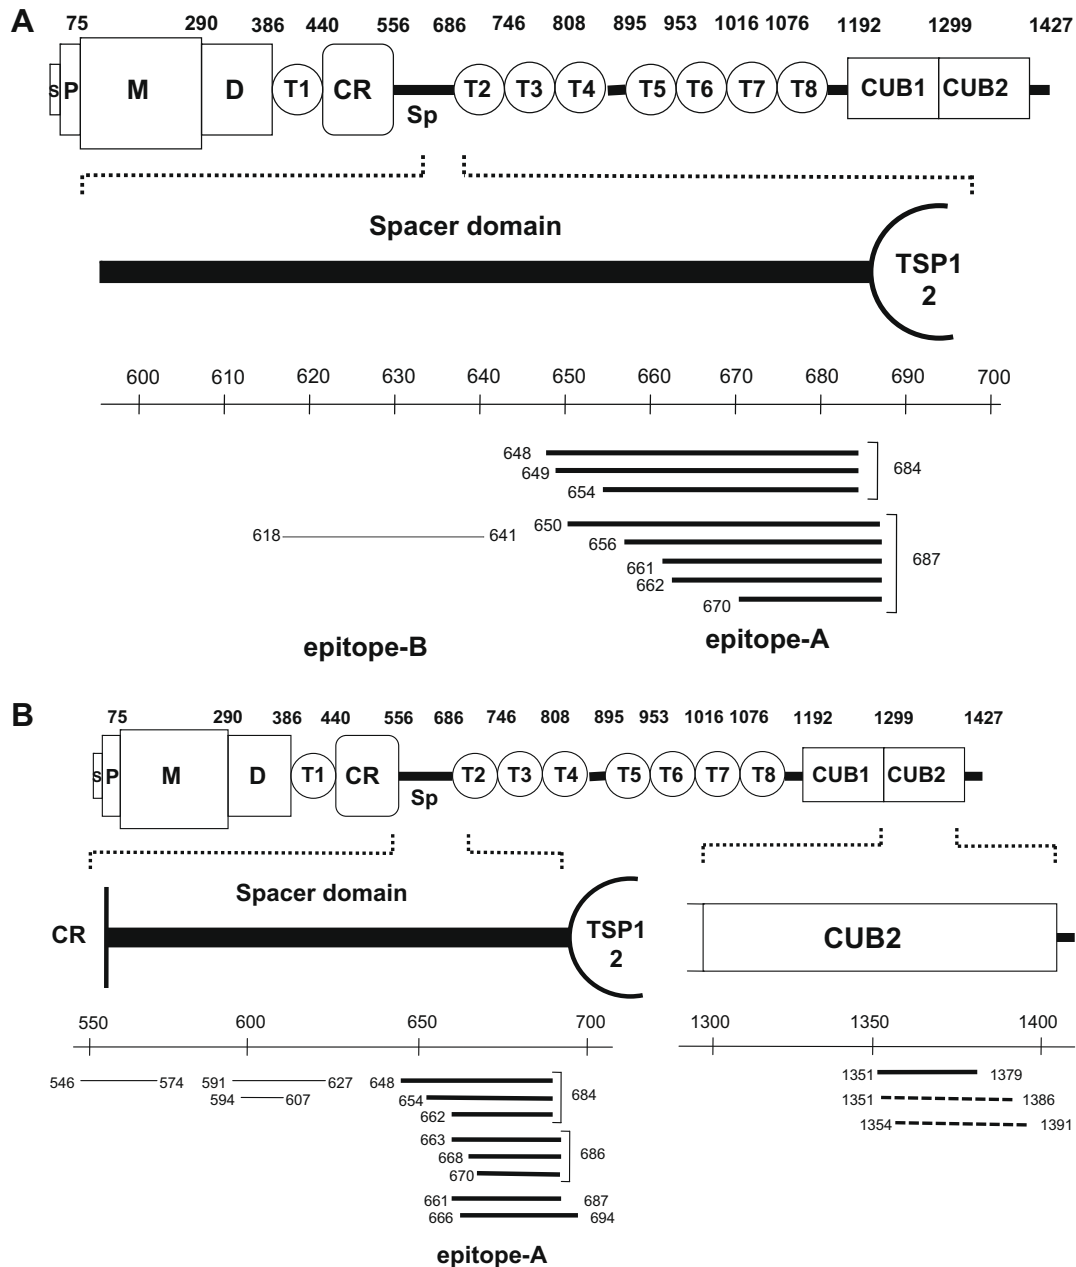 A 75 290 386 440 556 686 746 808 895 953 1016 1076 1192 1299 1427
S P M D T1 CR T2 T3 T4 T5 T6 T7 T8 CUB1 CUB2
Sp
Spacer domain
TSP1
2
600 610 620 630 640 650 660 670 680 690 700
648
684
649
654
650
618 641
656
687
661
662
670
epitope-B epitope-A
B 75 290 386 440 556 686 746 808 895 953 1016 1076 1192 1299 1427
S P M D T1 CR T2 T3 T4 T5 T6 T7 T8 CUB1 CUB2
Sp
Spacer domain
CR TSP1 CUB2
2
550 600 650 700 1300 1350 1400
546 574 591 627 648 1351 1379
594 607 654 684 1351 1386
662 1354 1391
663
668 686
670
661 687
666 694
epitope-A